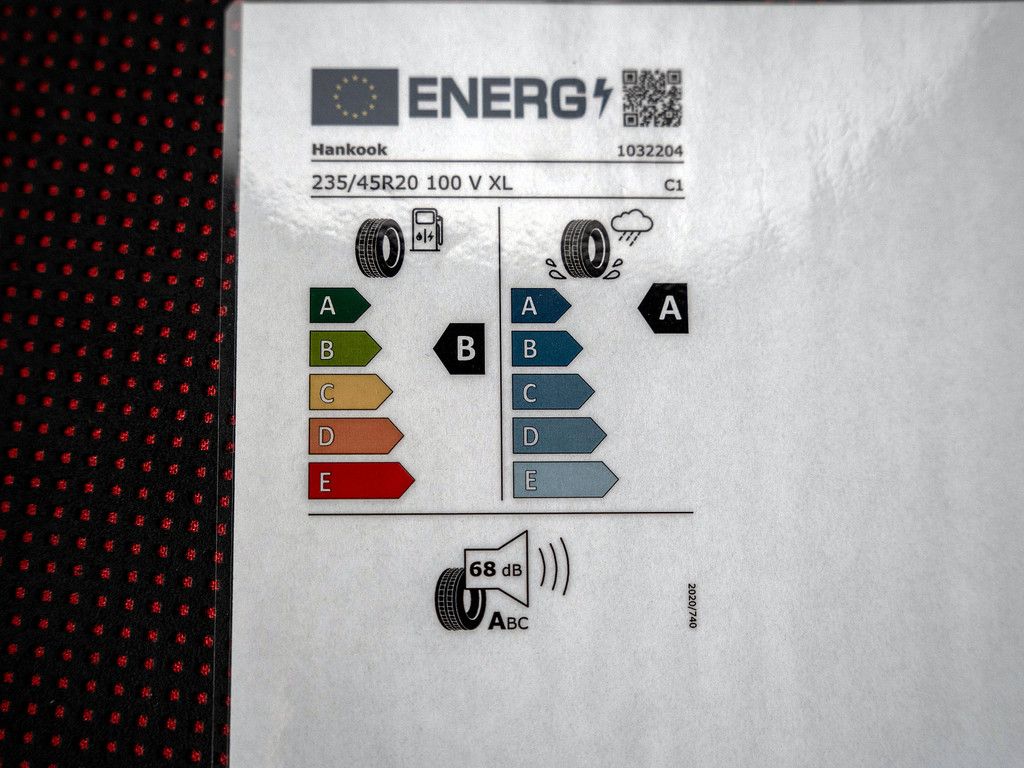 ENERG
Hankook 1032204
235/45R20 100 V XL C1
A A A
B B B
C C
D D
E E
68 dB
ABC
2020/740